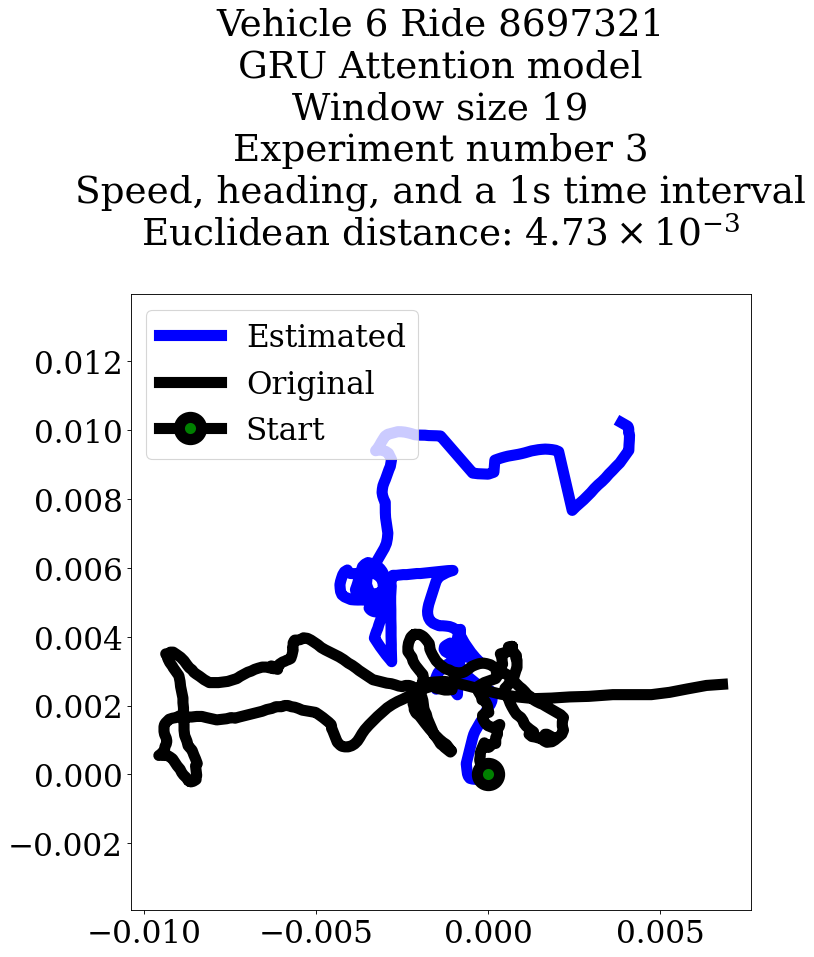 Vehicle 6 Ride 8697321
GRU Attention model
Window size 19
Experiment number 3
Speed, heading, and a 1s time interval
Euclidean distance: 4.73 × 10⁻³
Estimated
Original
Start
0.012
0.010
0.008
0.006
0.004
0.002
0.000
−0.002
−0.010
−0.005
0.000
0.005